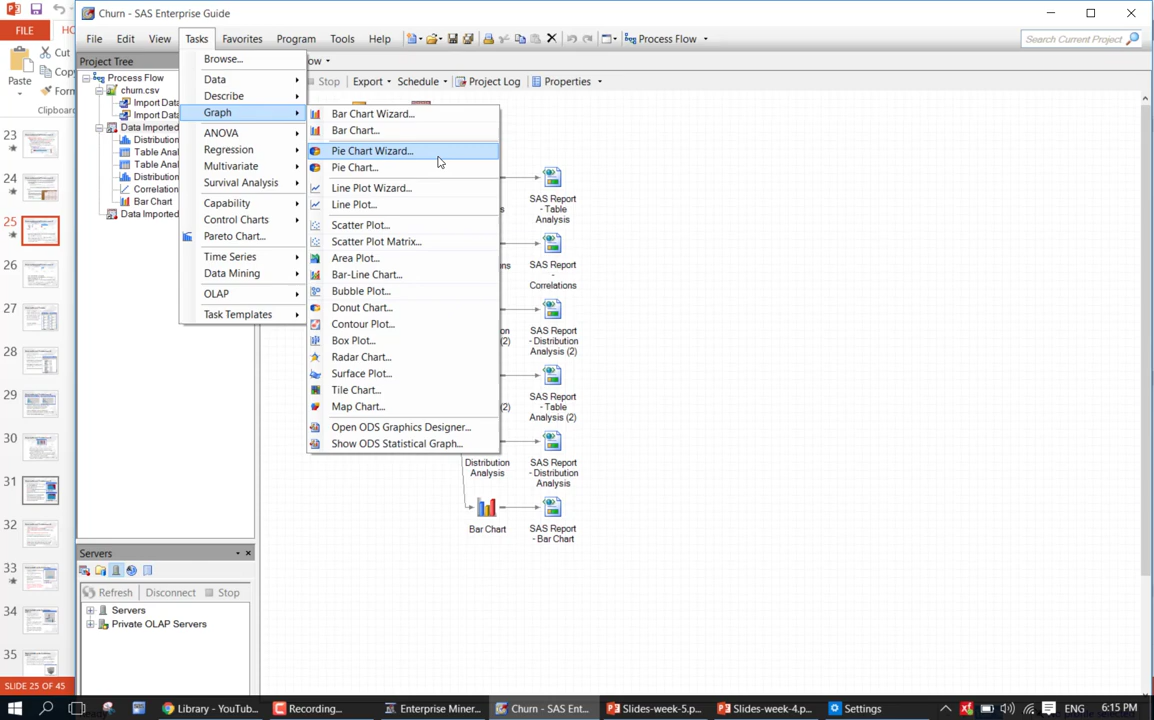 Churn - SAS Enterprise Guide
FILE
HO
Cut
Copy
Paste
Form
Clipboard
23
24
25
26
27
28
29
30
31
32
33
34
35
SLIDE 25 OF 45
File Edit View Tasks Favorites Program Tools Help
Process Flow
Search Current Project
Project Tree
ow
Stop Export Schedule Project Log Properties
Process Flow
churn.csv
Import Data
Import Data
Data Imported
Distribution
Table Anal
Table Anal
Distribution
Correlation
Bar Chart
Data Imported
Browse...
Data
Describe
Graph
ANOVA
Regression
Multivariate
Survival Analysis
Capability
Control Charts
Pareto Chart...
Time Series
Data Mining
OLAP
Task Templates
Bar Chart Wizard...
Bar Chart...
Pie Chart Wizard...
Pie Chart...
Line Plot Wizard...
Line Plot...
Scatter Plot...
Scatter Plot Matrix...
Area Plot...
Bar-Line Chart...
Bubble Plot...
Donut Chart...
Contour Plot...
Box Plot...
Radar Chart...
Surface Plot...
Tile Chart...
Map Chart...
Open ODS Graphics Designer...
Show ODS Statistical Graph...
SAS Report
- Table
Analysis
ns
SAS Report
-
Correlations
SAS Report
- Distribution
Analysis (2)
(2)
SAS Report
- Table
Analysis (2)
(2)
Distribution
Analysis
SAS Report
- Distribution
Analysis
Bar Chart
SAS Report
- Bar Chart
Servers
Refresh Disconnect Stop
Servers
Private OLAP Servers
Ready
Library - YouTub...
Recording...
Enterprise Miner...
Churn - SAS Ent...
Slides-week-5.p...
Slides-week-4.p...
Settings
ENG
6:15 PM